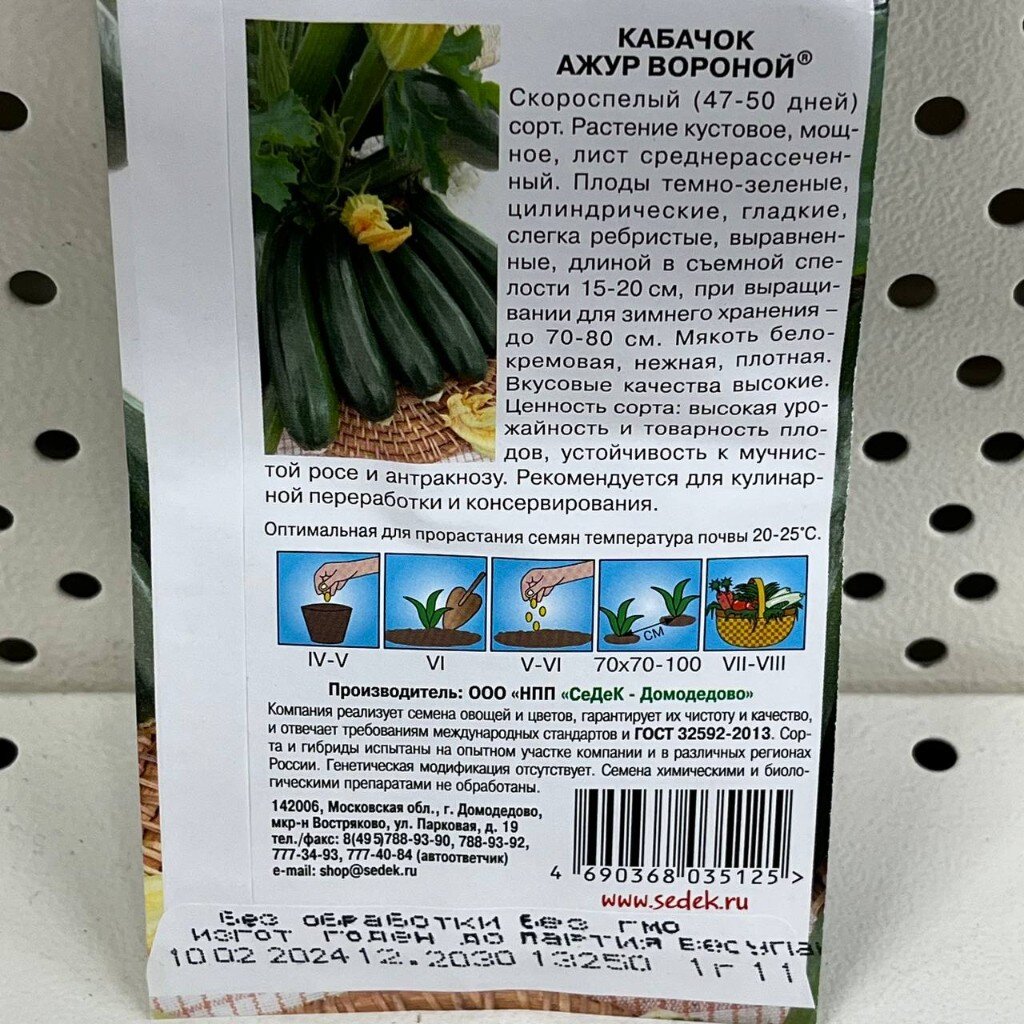 КАБАЧОК
АЖУР ВОРОНОЙ®
Скороспелый (47-50 дней)
сорт. Растение кустовое, мощ-
ное, лист среднерассечен-
ный. Плоды темно-зеленые,
цилиндрические, гладкие,
слегка ребристые, выравнен-
ные, длиной в съемной спе-
лости 15-20 см, при выращи-
вании для зимнего хранения –
до 70-80 см. Мякоть бело-
кремовая, нежная, плотная.
Вкусовые качества высокие.
Ценность сорта: высокая уро-
жайность и товарность пло-
дов, устойчивость к мучнис-
той росе и антракнозу. Рекомендуется для кулинар-
ной переработки и консервирования.
Оптимальная для прорастания семян температура почвы 20-25°С.
см
IV-V VI V-VI 70х70-100 VII-VIII
Производитель: ООО «НПП «СеДеК - Домодедово»
Компания реализует семена овощей и цветов, гарантирует их чистоту и качество,
и отвечает требованиям международных стандартов и ГОСТ 32592-2013. Сор-
та и гибриды испытаны на опытном участке компании и в различных регионах
России. Генетическая модификация отсутствует. Семена химическими и биоло-
гическими препаратами не обработаны.
142006, Московская обл., г. Домодедово,
мкр-н Востряково, ул. Парковая, д. 19
тел./факс: 8(495)788-93-90, 788-93-92,
777-34-93, 777-40-84 (автоответчик)
e-mail: shop@sedek.ru
4 690368 035125 >
www.sedek.ru
БЕЗ ОБРАБОТКИ БЕЗ ГМО
ИЗГОТ ГОДЕН ДО ПАРТИЯ ВЕСУПАК
10 02 2024 12.2030 13250 1г 11